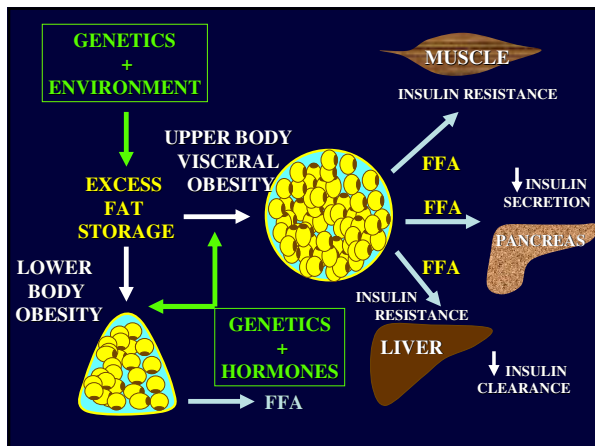 GENETICS
+
ENVIRONMENT
MUSCLE
INSULIN RESISTANCE
UPPER BODY
VISCERAL
OBESITY
FFA
EXCESS
FAT
STORAGE
FFA
↓ INSULIN
SECRETION
PANCREAS
LOWER
BODY
OBESITY
FFA
INSULIN
RESISTANCE
GENETICS
+
HORMONES
LIVER
↓ INSULIN
CLEARANCE
FFA